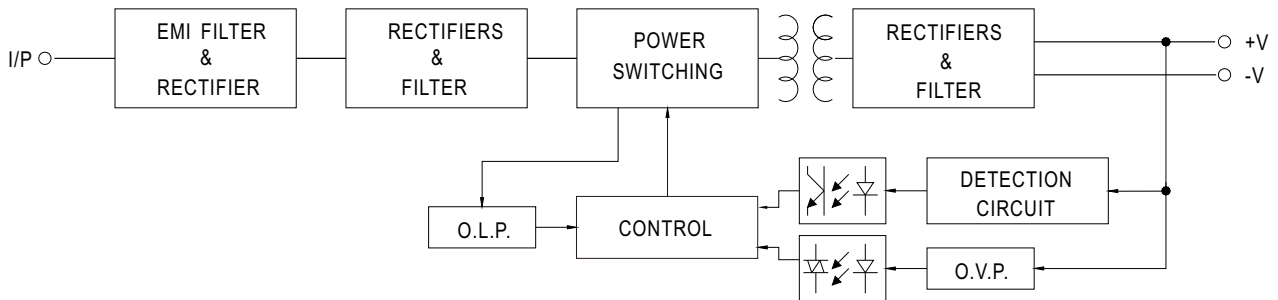 I/P
EMI FILTER
&
RECTIFIER
RECTIFIERS
&
FILTER
POWER
SWITCHING
RECTIFIERS
&
FILTER
+V
-V
O.L.P.
CONTROL
DETECTION
CIRCUIT
O.V.P.